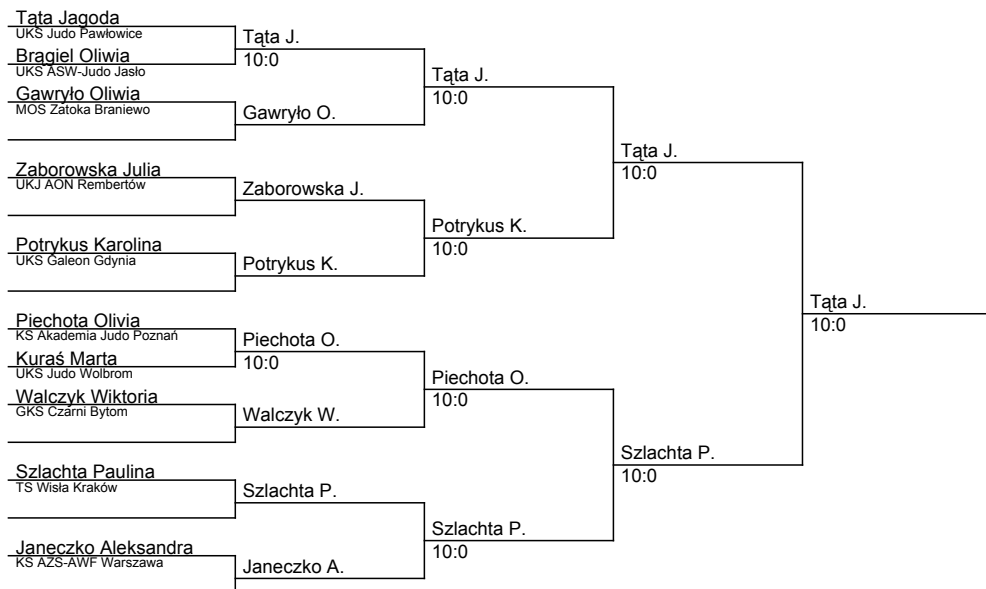 Tąta Jagoda
UKS Judo Pawłowice
Brągiel Oliwia
UKS ASW-Judo Jasło
Gawryło Oliwia
MOS Zatoka Braniewo
Zaborowska Julia
UKJ AON Rembertów
Potrykus Karolina
UKS Galeon Gdynia
Piechota Olivia
KS Akademia Judo Poznań
Kuraś Marta
UKS Judo Wolbrom
Walczyk Wiktoria
GKS Czarni Bytom
Szlachta Paulina
TS Wisła Kraków
Janeczko Aleksandra
KS AZS-AWF Warszawa
Tąta J.
10:0
Gawryło O.
Zaborowska J.
Potrykus K.
Piechota O.
10:0
Walczyk W.
Szlachta P.
Janeczko A.
Tąta J.
10:0
Potrykus K.
10:0
Piechota O.
10:0
Szlachta P.
10:0
Tąta J.
10:0
Szlachta P.
10:0
Tąta J.
10:0